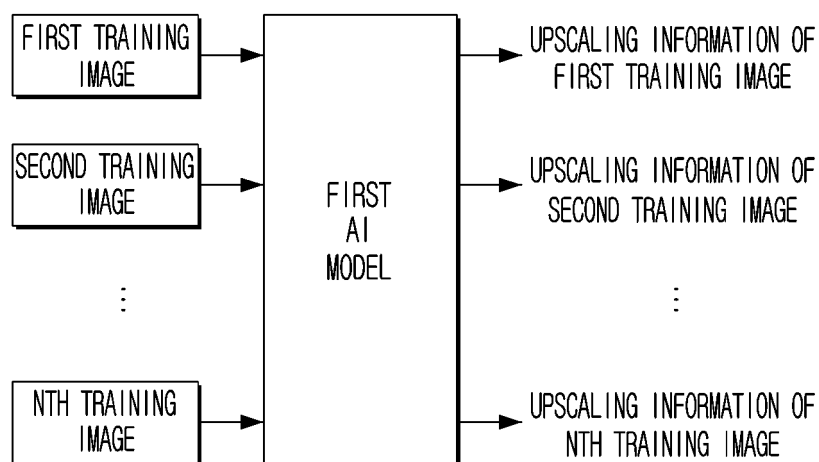 FIRST TRAINING
IMAGE
UPSCALING INFORMATION OF
FIRST TRAINING IMAGE
SECOND TRAINING
IMAGE
FIRST
AI
MODEL
UPSCALING INFORMATION OF
SECOND TRAINING IMAGE
⋮
⋮
NTH TRAINING
IMAGE
UPSCALING INFORMATION OF
NTH TRAINING IMAGE